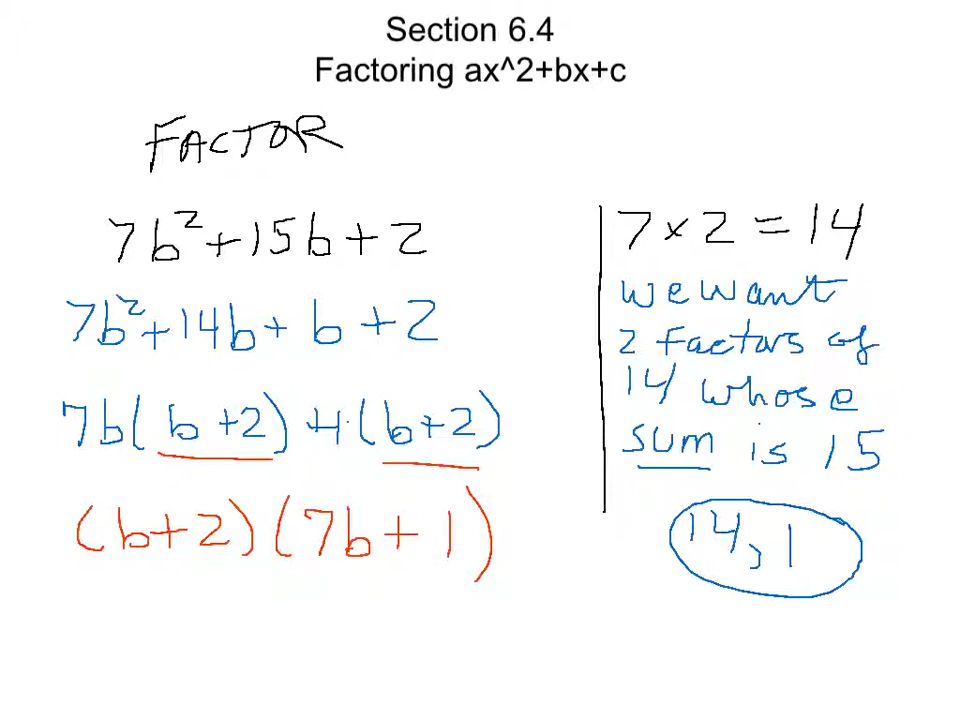 Section 6.4
Factoring ax^2+bx+c
FACTOR
7b²+15b+2
7b²+14b+b+2
7b(b+2)+1·(b+2)
(b+2)(7b+1)
7×2=14
we want
2 factors of
14 whose
sum is 15
14,1